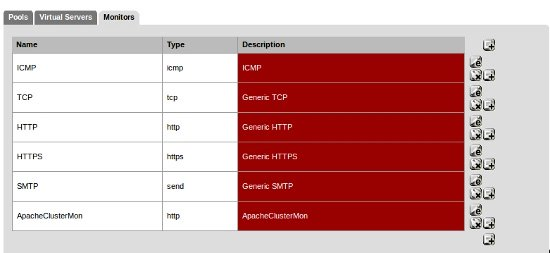 Pools Virtual Servers Monitors
Name Type Description
ICMP icmp ICMP
TCP tcp Generic TCP
HTTP http Generic HTTP
HTTPS https Generic HTTPS
SMTP send Generic SMTP
ApacheClusterMon http ApacheClusterMon